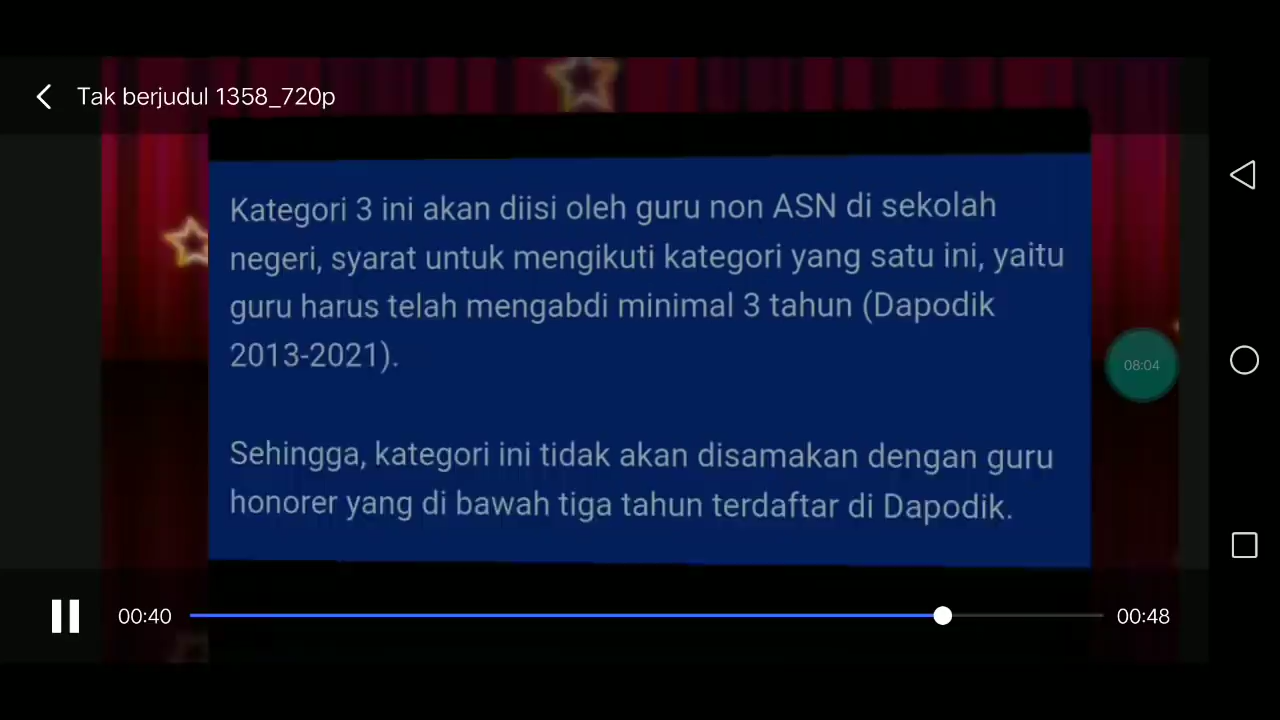 Tak berjudul 1358_720p
Kategori 3 ini akan diisi oleh guru non ASN di sekolah
negeri, syarat untuk mengikuti kategori yang satu ini, yaitu
guru harus telah mengabdi minimal 3 tahun (Dapodik
2013-2021).
08:04
Sehingga, kategori ini tidak akan disamakan dengan guru
honorer yang di bawah tiga tahun terdaftar di Dapodik.
00:40
00:48